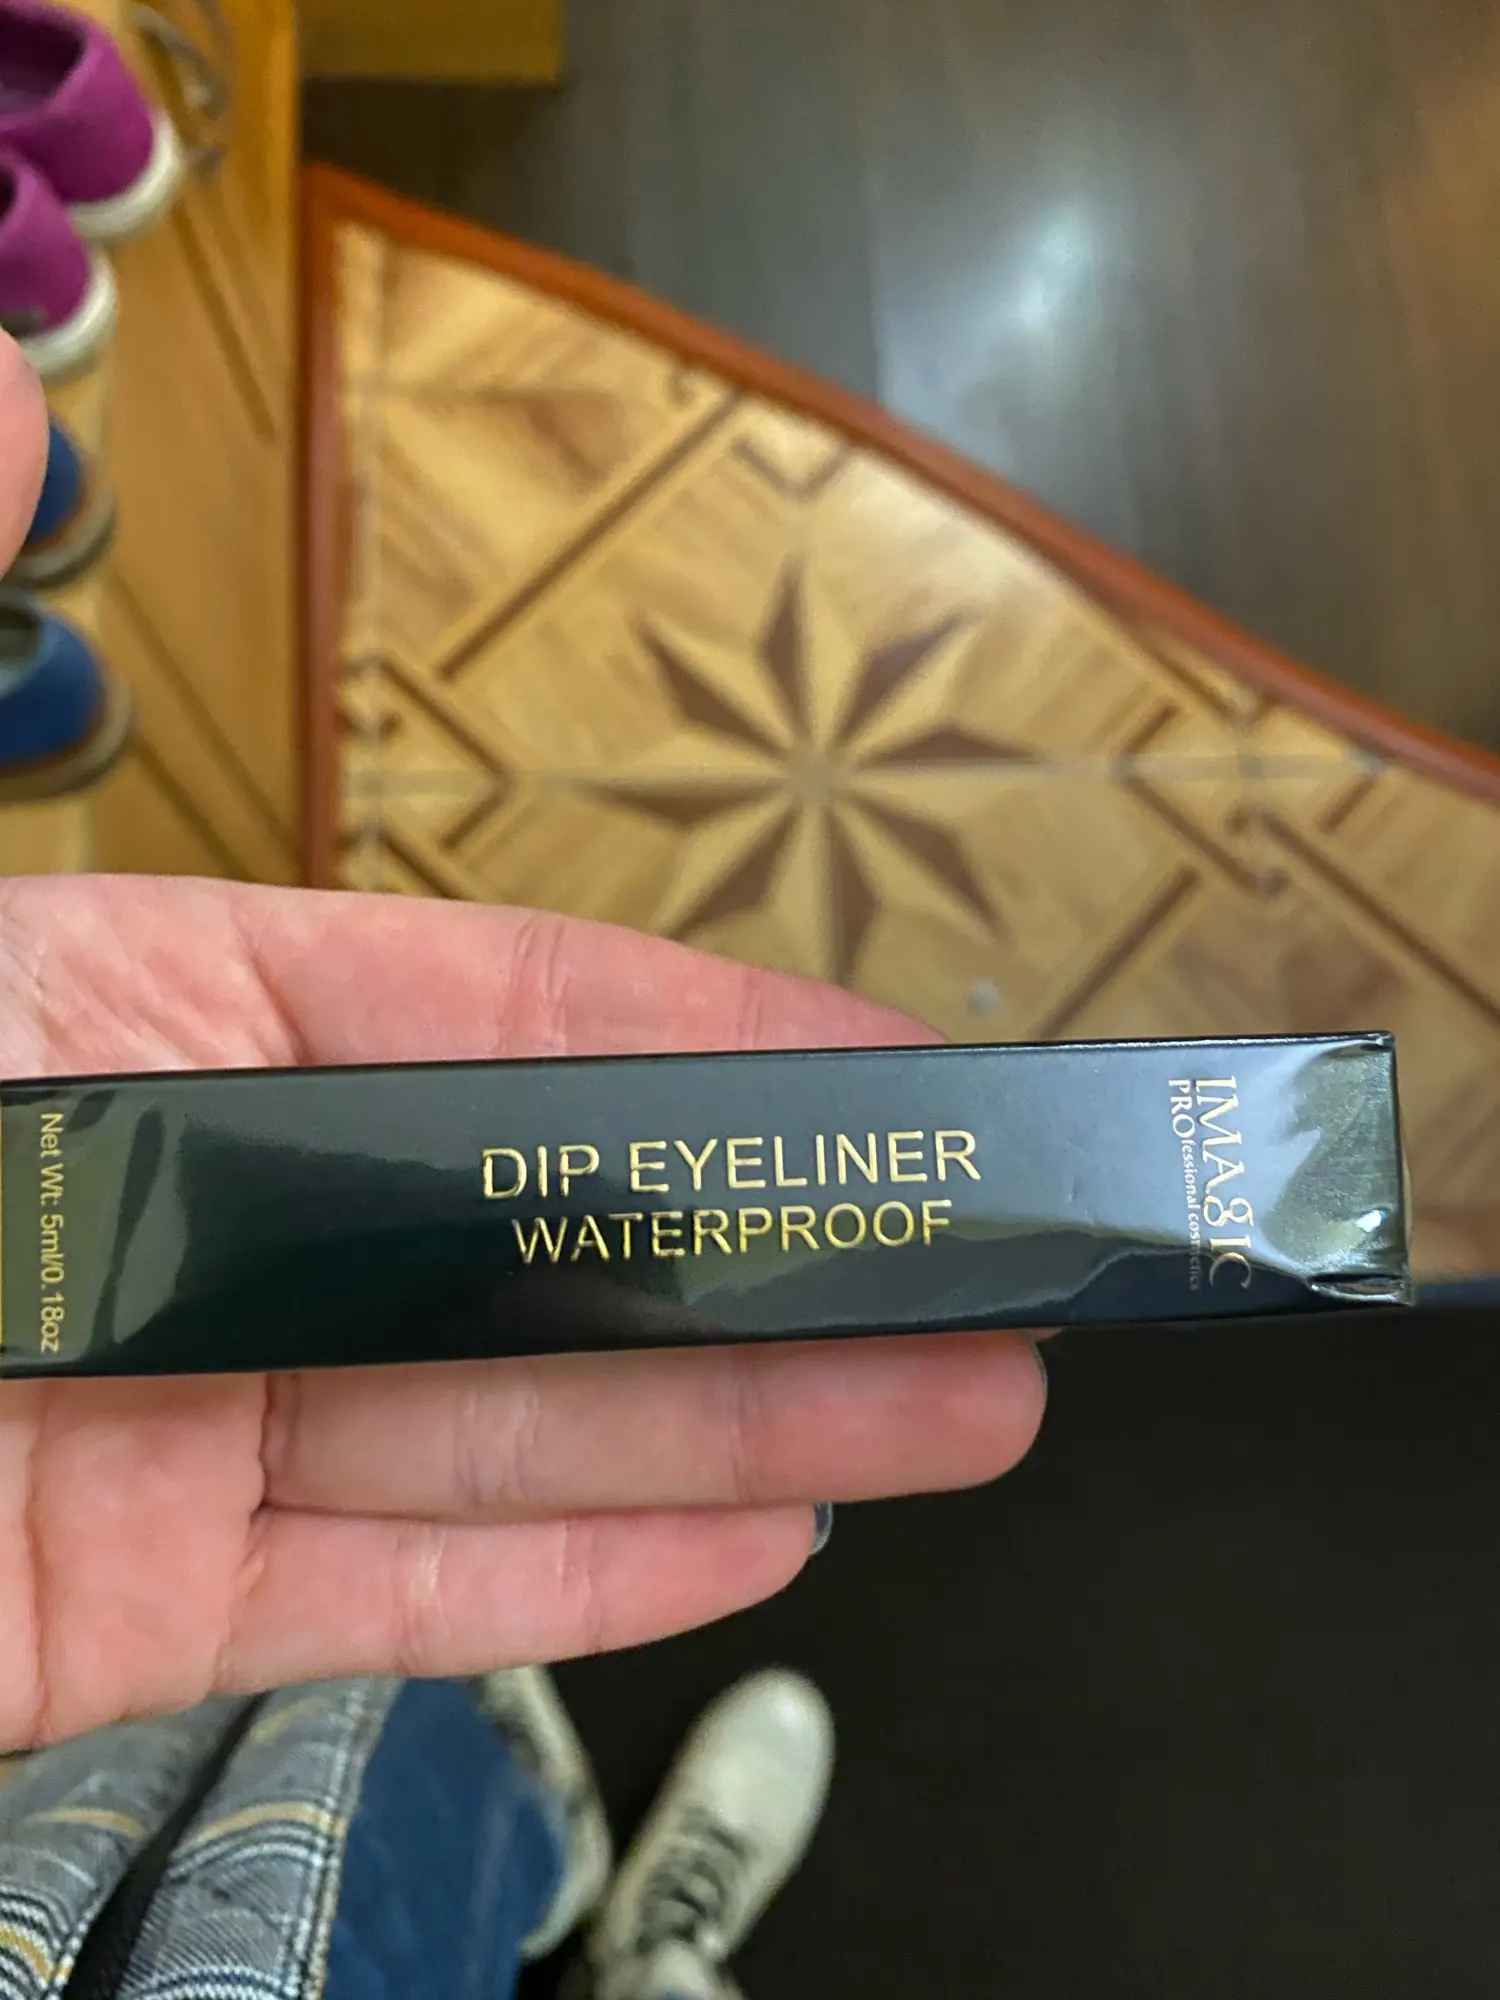 DIP EYELINER
WATERPROOF
IMAgIC
PROfessional cosmetics
Net Wt: 5ml/0.18oz